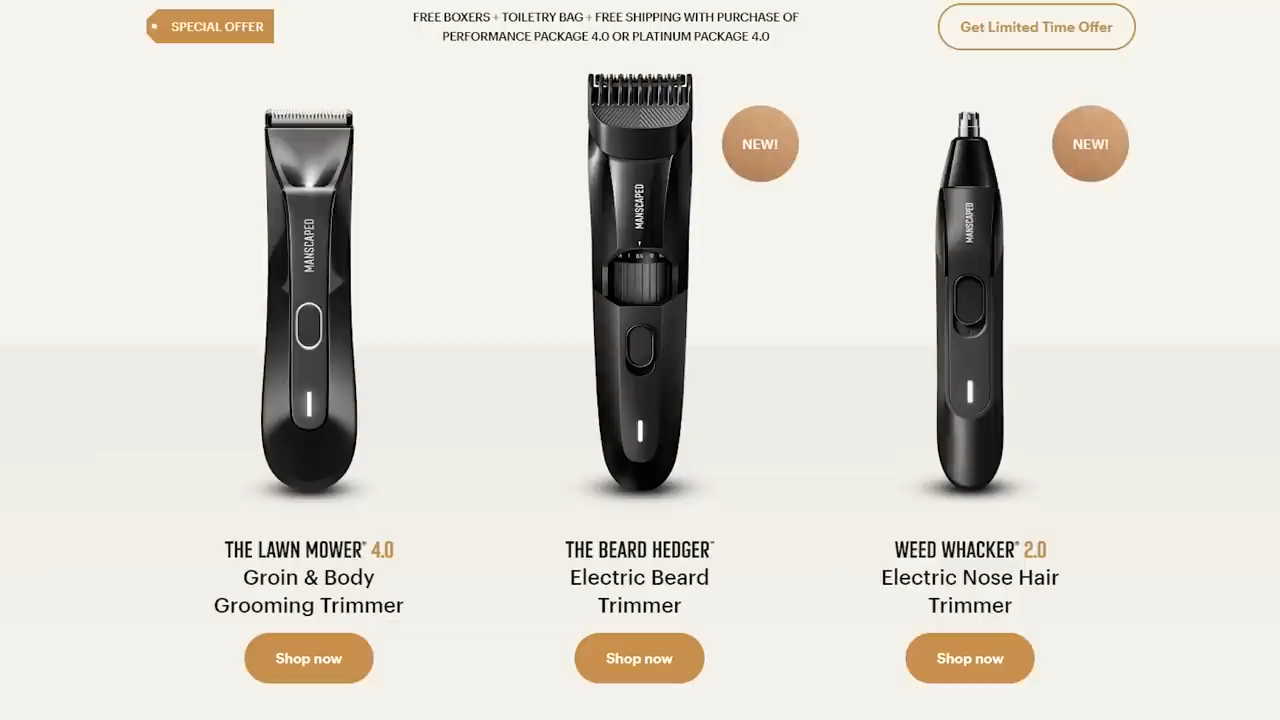 SPECIAL OFFER
FREE BOXERS + TOILETRY BAG + FREE SHIPPING WITH PURCHASE OF
PERFORMANCE PACKAGE 4.0 OR PLATINUM PACKAGE 4.0
Get Limited Time Offer
MANSCAPED
MANSCAPED
NEW!
MANSCAPED
NEW!
THE LAWN MOWER® 4.0
Groin & Body
Grooming Trimmer
Shop now
THE BEARD HEDGER™
Electric Beard
Trimmer
Shop now
WEED WHACKER® 2.0
Electric Nose Hair
Trimmer
Shop now